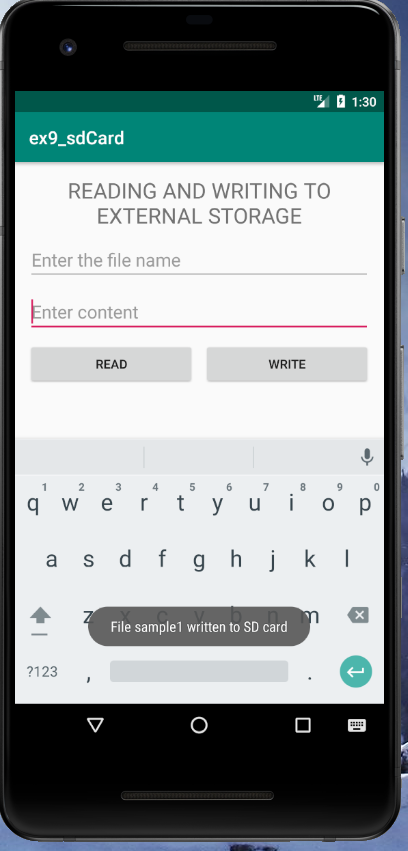 LTE 1:30
ex9_sdCard
READING AND WRITING TO
EXTERNAL STORAGE
Enter the file name
Enter content
READ WRITE
1 2 3 4 5 6 7 8 9 0
q w e r t y u i o p
a s d f g h j k l
z x c v b n m
File sample1 written to SD card
?123 , .